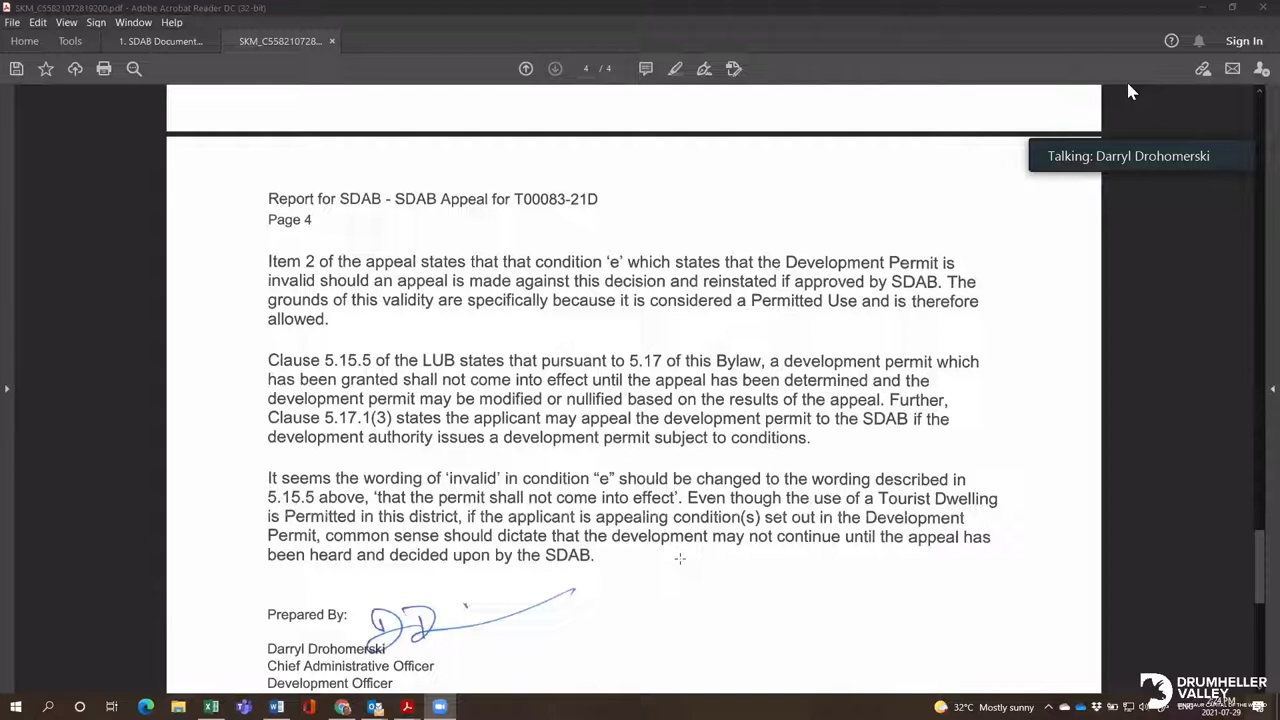 SKM_C55821072819200.pdf - Adobe Acrobat Reader DC (32-bit)
File Edit View Sign Window Help
Home Tools 1. SDAB Document... SKM_C558210728... × Sign In
4 / 4
Talking: Darryl Drohomerski
Report for SDAB - SDAB Appeal for T00083-21D
Page 4
Item 2 of the appeal states that that condition ‘e’ which states that the Development Permit is
invalid should an appeal is made against this decision and reinstated if approved by SDAB. The
grounds of this validity are specifically because it is considered a Permitted Use and is therefore
allowed.
Clause 5.15.5 of the LUB states that pursuant to 5.17 of this Bylaw, a development permit which
has been granted shall not come into effect until the appeal has been determined and the
development permit may be modified or nullified based on the results of the appeal. Further,
Clause 5.17.1(3) states the applicant may appeal the development permit to the SDAB if the
development authority issues a development permit subject to conditions.
It seems the wording of ‘invalid’ in condition “e” should be changed to the wording described in
5.15.5 above, ‘that the permit shall not come into effect’. Even though the use of a Tourist Dwelling
is Permitted in this district, if the applicant is appealing condition(s) set out in the Development
Permit, common sense should dictate that the development may not continue until the appeal has
been heard and decided upon by the SDAB.
Prepared By:
Darryl Drohomerski
Chief Administrative Officer
Development Officer
DRUMHELLER
VALLEY
32°C Mostly sunny
2021-07-29